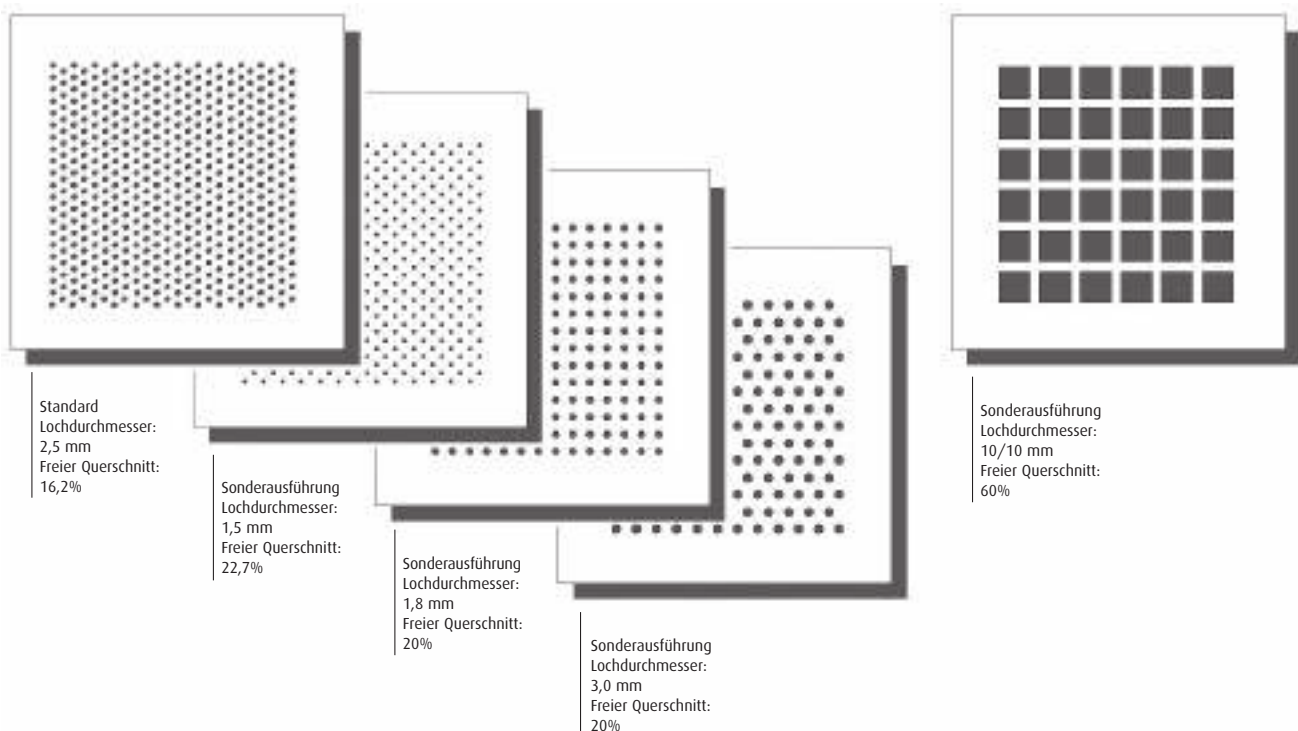 Standard
Lochdurchmesser:
2,5 mm
Freier Querschnitt:
16,2%
Sonderausführung
Lochdurchmesser:
1,5 mm
Freier Querschnitt:
22,7%
Sonderausführung
Lochdurchmesser:
1,8 mm
Freier Querschnitt:
20%
Sonderausführung
Lochdurchmesser:
3,0 mm
Freier Querschnitt:
20%
Sonderausführung
Lochdurchmesser:
10/10 mm
Freier Querschnitt:
60%